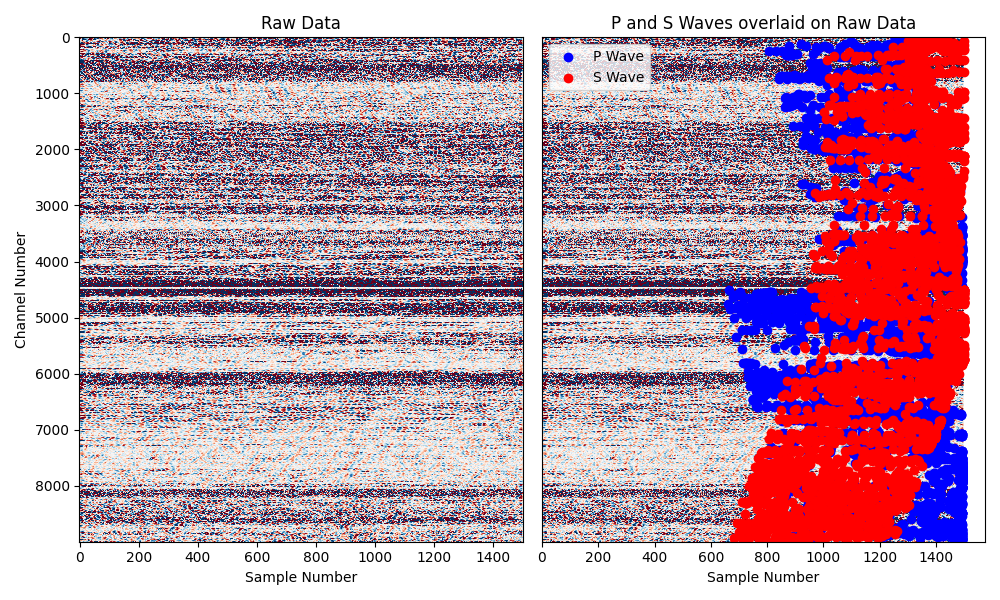 Raw Data
P and S Waves overlaid on Raw Data
P Wave
S Wave
Channel Number
0
1000
2000
3000
4000
5000
6000
7000
8000
0 200 400 600 800 1000 1200 1400
0 200 400 600 800 1000 1200 1400
Sample Number
Sample Number